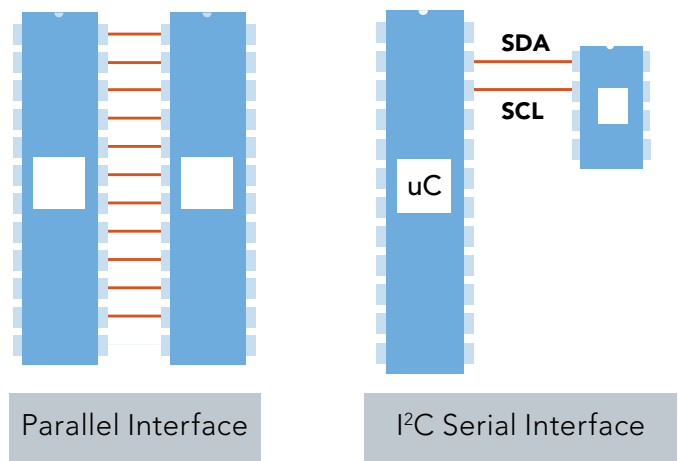 SDA
SCL
uC
Parallel Interface
I²C Serial Interface